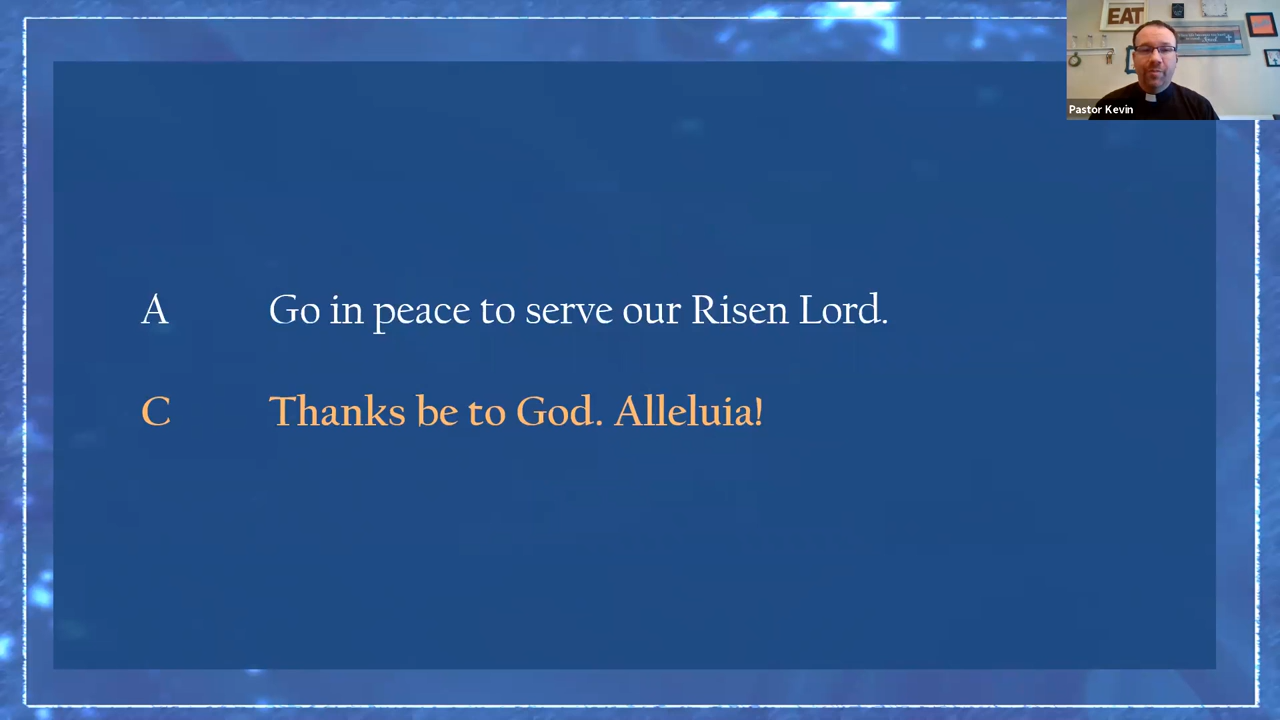 EAT
Pastor Kevin
A Go in peace to serve our Risen Lord.
C Thanks be to God. Alleluia!